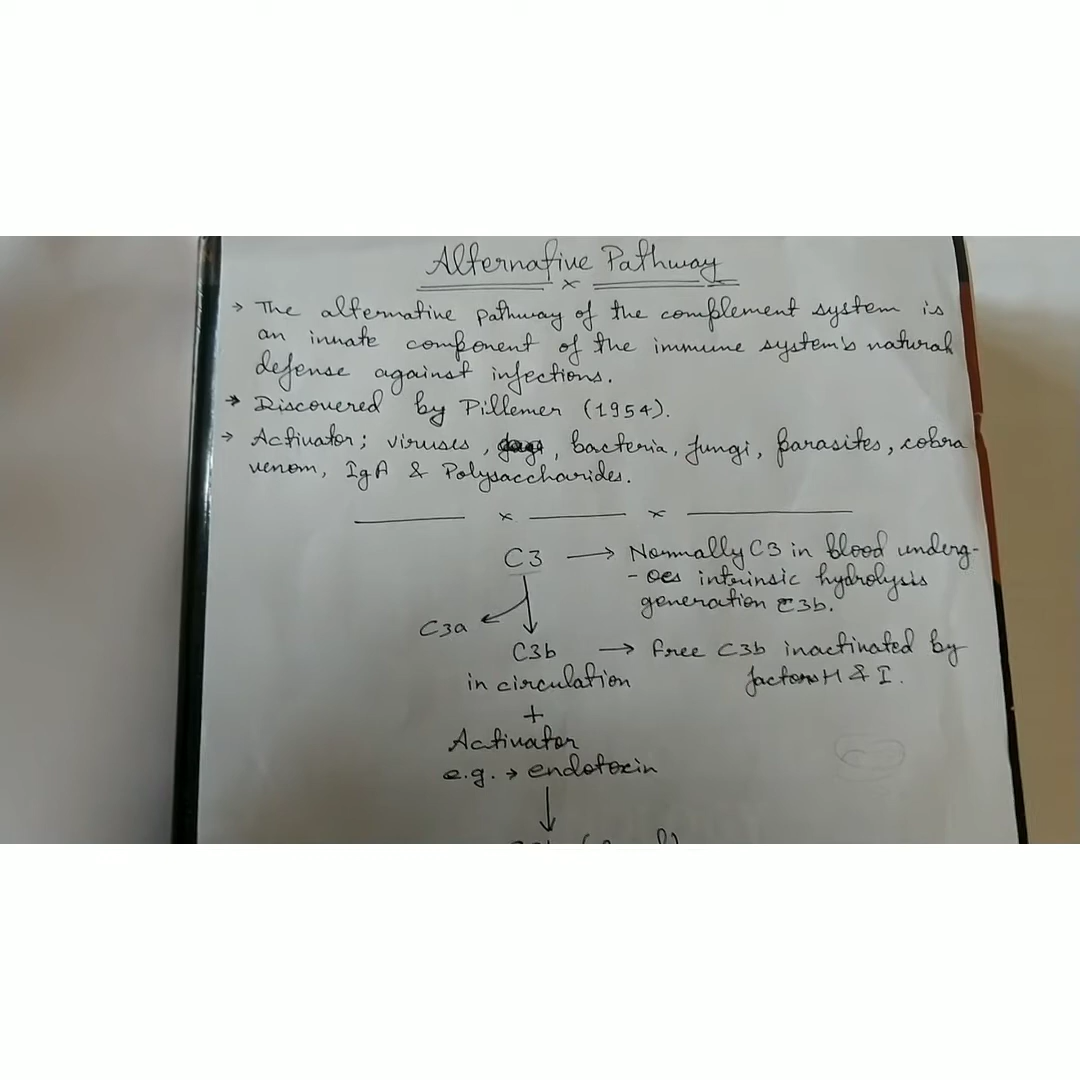 Alternative Pathway
x
→ The alternative pathway of the complement system is
an innate component of the immune system's natural
defense against infections.
→ Discovered by Pillemer (1954).
→ Activator; viruses, , bacteria, fungi, parasites, cobra
venom, IgA & Polysaccharides.
x x
C3 → Normally C3 in blood underg-
-oes intrinsic hydrolysis
generation C3b.
C3a
C3b → free C3b inactivated by
in circulation factors H & I.
+
Activator
e.g. → endotoxin